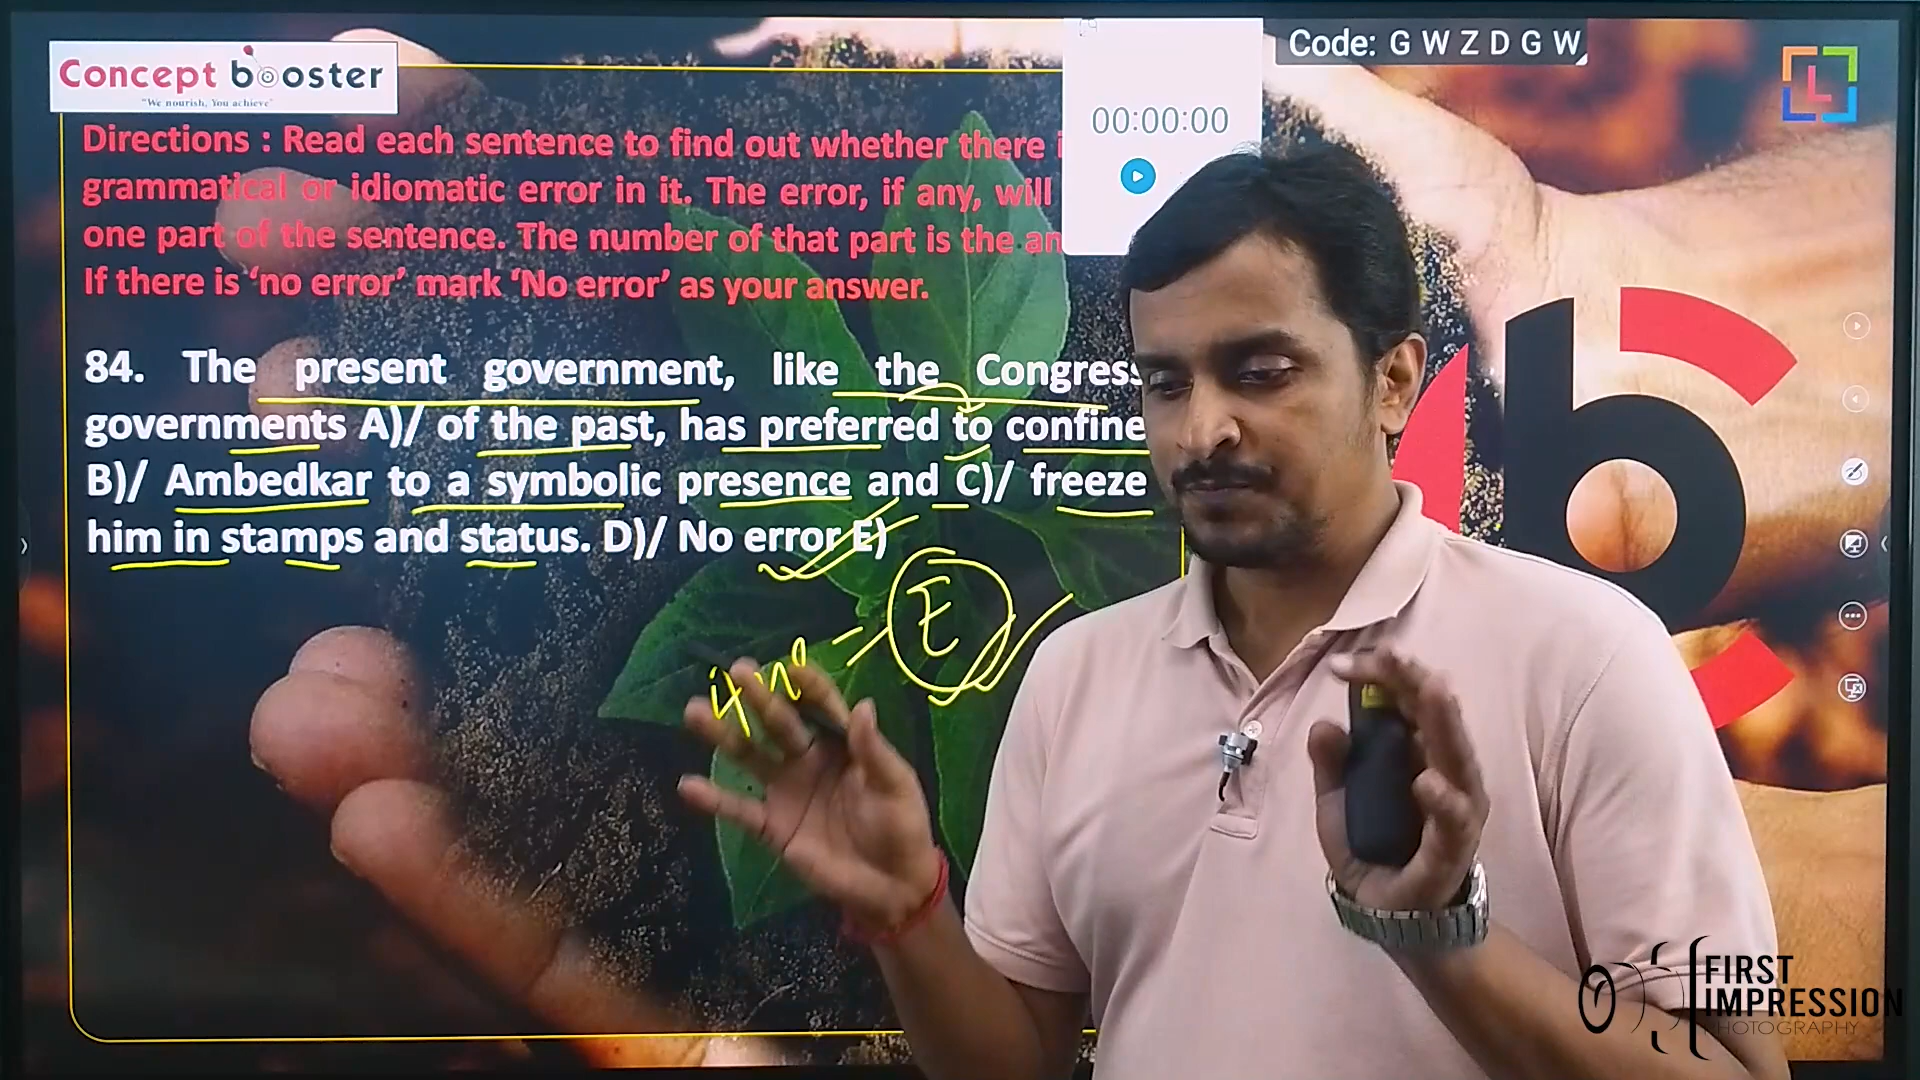 Concept booster
"We nourish, You achieve"
Code: G W Z D G W
L
00:00:00
Directions : Read each sentence to find out whether there
grammatical or idiomatic error in it. The error, if any, will
one part of the sentence. The number of that part is the
If there is ‘no error’ mark ‘No error’ as your answer.
84. The present government, like the Congress
governments A)/ of the past, has preferred to confine
B)/ Ambedkar to a symbolic presence and C)/ freeze
him in stamps and status. D)/ No error E)
E
b
FIRST
IMPRESSION
PHOTOGRAPHY